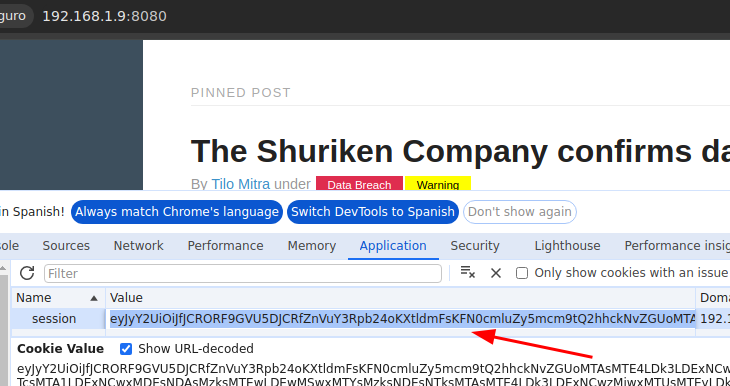 guro 192.168.1.9:8080
PINNED POST
The Shuriken Company confirms da
By Tilo Mitra under Data Breach Warning
in Spanish! Always match Chrome's language Switch DevTools to Spanish Don't show again
ole Sources Network Performance Memory Application Security Lighthouse Performance insig
Filter Only show cookies with an issue
Name Value Doma
session eyJyY2UiOiJfJCRORF9GVU5DJCRfZnVuY3Rpb24oKXtldmFsKFN0cmluZy5mcm9tQ2hhckNvZGUoMTA 192.1
Cookie Value Show URL-decoded
eyJyY2UiOiJfJCRORF9GVU5DJCRfZnVuY3Rpb24oKXtldmFsKFN0cmluZy5mcm9tQ2hhckNvZGUoMTAsMTE4LDk3LDExNCw